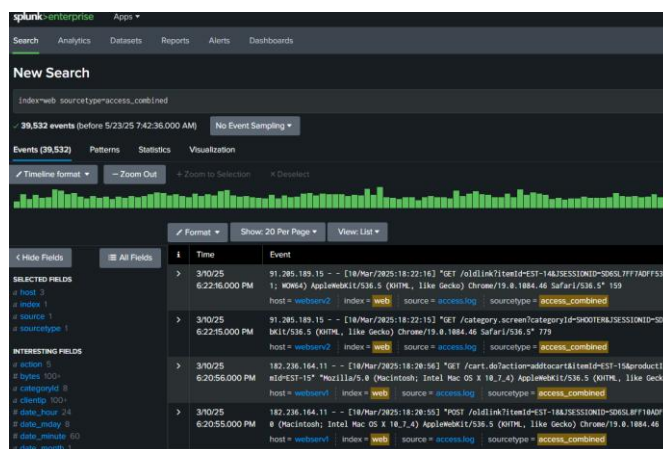 splunk>enterprise Apps ▾
Search Analytics Datasets Reports Alerts Dashboards
New Search
index=web sourcetype=access_combined
✓ 39,532 events (before 5/23/25 7:42:36.000 AM) No Event Sampling ▾
Events (39,532) Patterns Statistics Visualization
Timeline format ▾ — Zoom Out + Zoom to Selection × Deselect
Format ▾ Show: 20 Per Page ▾ View: List ▾
< Hide Fields All Fields i Time Event
SELECTED FIELDS
a host 3
a index 1
a source 1
a sourcetype 1
INTERESTING FIELDS
a action 5
# bytes 100+
a categoryId 8
a clientip 100+
# date_hour 24
# date_mday 8
# date_minute 60
a date_month 1
> 3/10/25 6:22:16.000 PM
91.205.189.15 - - [10/Mar/2025:18:22:16] "GET /oldlink?itemId=EST-14&JSESSIONID=SD6SL7FF7ADFF53
1; WOW64) AppleWebKit/536.5 (KHTML, like Gecko) Chrome/19.0.1084.46 Safari/536.5" 159
host = webserv2 index = web source = access.log sourcetype = access_combined
> 3/10/25 6:22:15.000 PM
91.205.189.15 - - [10/Mar/2025:18:22:15] "GET /category.screen?categoryId=SHOOTER&JSESSIONID=SD
bKit/536.5 (KHTML, like Gecko) Chrome/19.0.1084.46 Safari/536.5" 779
host = webserv2 index = web source = access.log sourcetype = access_combined
> 3/10/25 6:20:56.000 PM
182.236.164.11 - - [10/Mar/2025:18:20:56] "GET /cart.do?action=addtocart&itemId=EST-15&productI
mId=EST-15" "Mozilla/5.0 (Macintosh; Intel Mac OS X 10_7_4) AppleWebKit/536.5 (KHTML, like Geck
host = webserv1 index = web source = access.log sourcetype = access_combined
> 3/10/25 6:20:55.000 PM
182.236.164.11 - - [10/Mar/2025:18:20:55] "POST /oldlink?itemId=EST-18&JSESSIONID=SD6SL8FF10ADF
0 (Macintosh; Intel Mac OS X 10_7_4) AppleWebKit/536.5 (KHTML, like Gecko) Chrome/19.0.1084.46
host = webserv1 index = web source = access.log sourcetype = access_combined